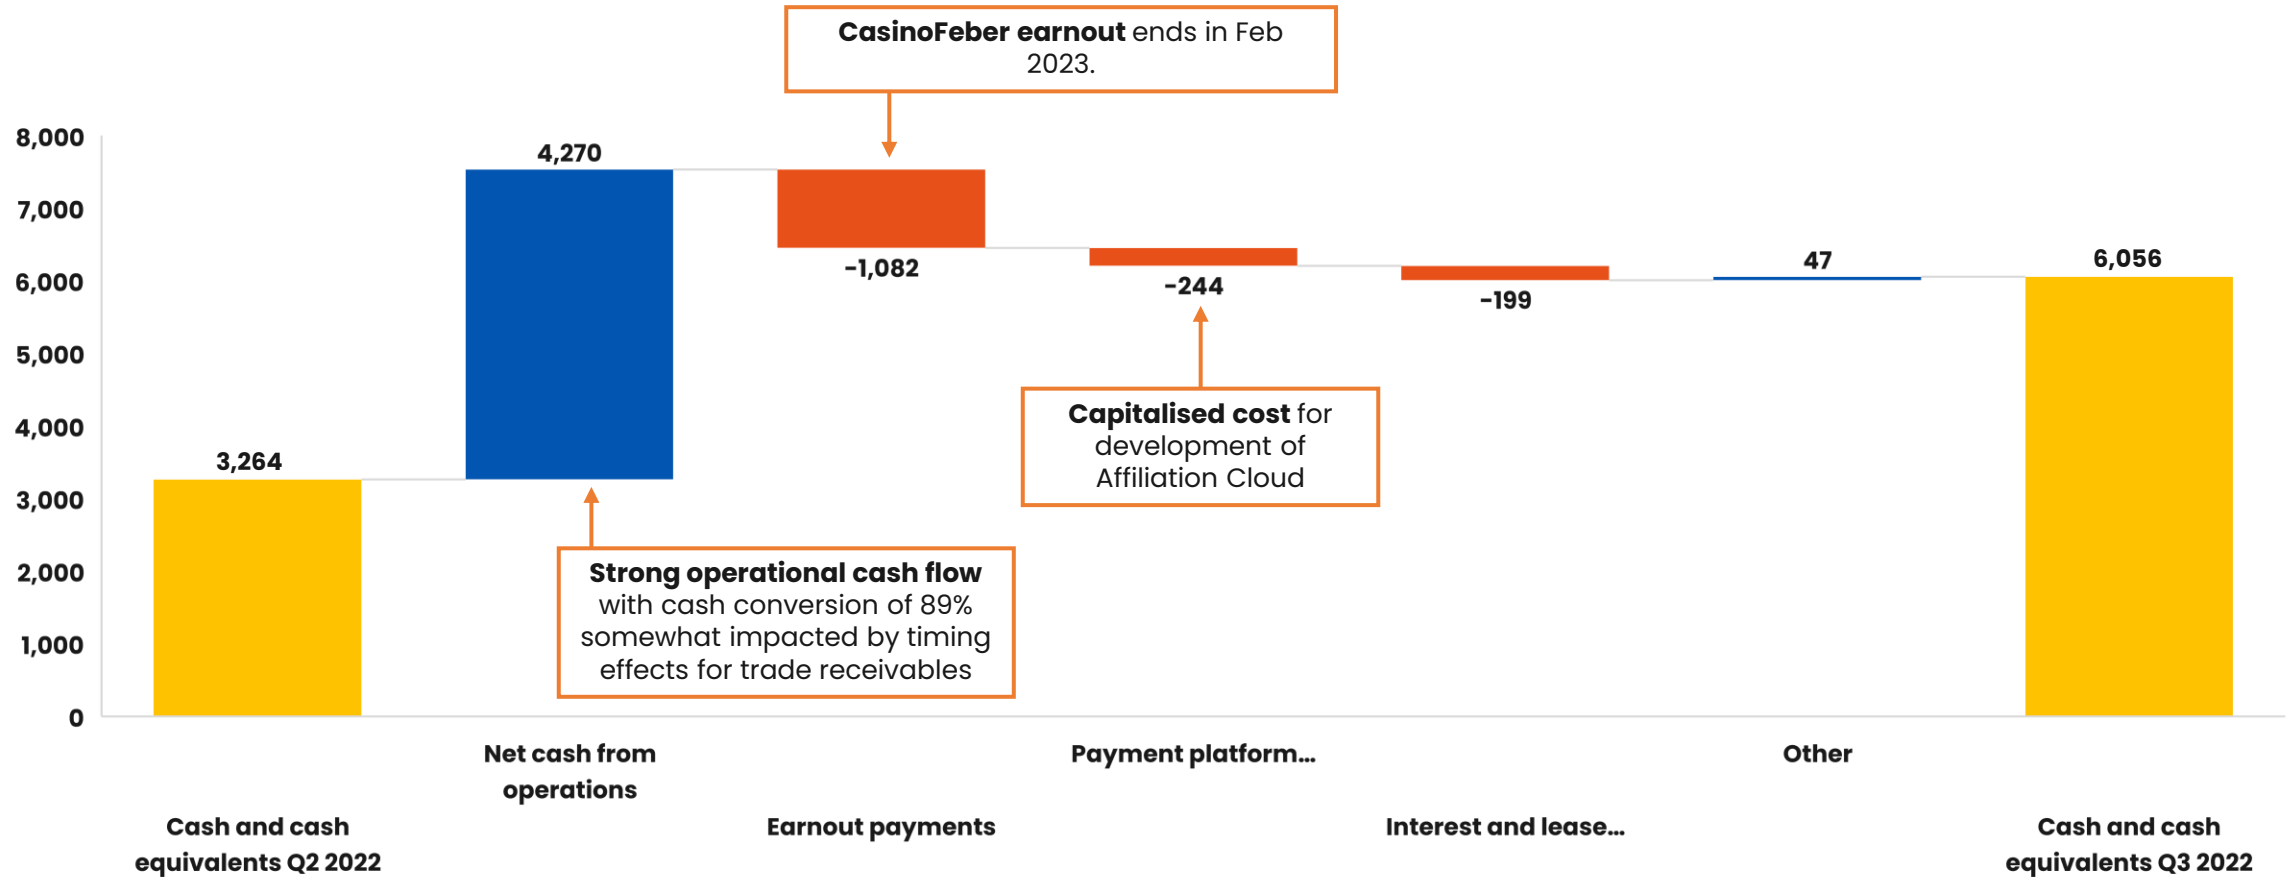 CasinoFeber earnout ends in Feb
2023.
8,000
7,000
6,000
5,000
4,000
3,000
2,000
1,000
0
3,264
4,270
-1,082
-244
-199
47
6,056
Capitalised cost for
development of
Affiliation Cloud
Strong operational cash flow
with cash conversion of 89%
somewhat impacted by timing
effects for trade receivables
Cash and cash
equivalents Q2 2022
Net cash from
operations
Earnout payments
Payment platform...
Interest and lease...
Other
Cash and cash
equivalents Q3 2022